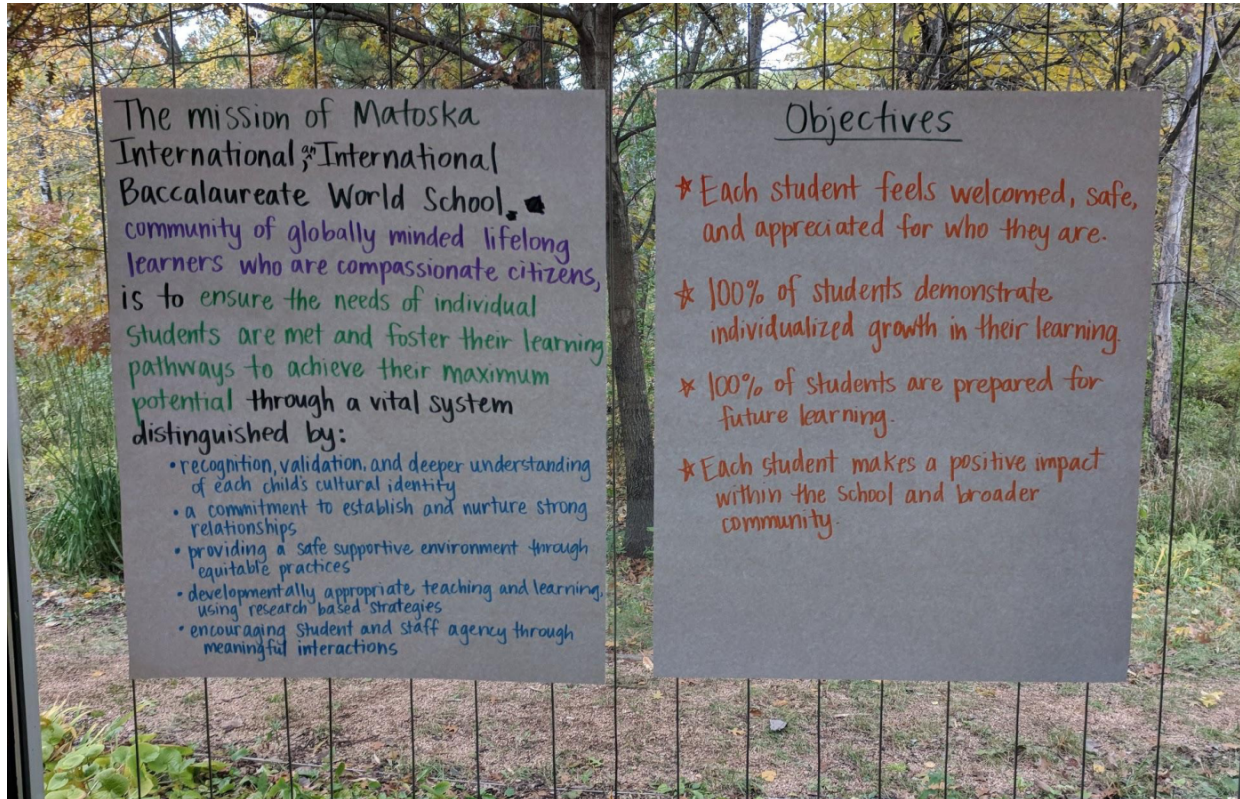 The mission of Matoska
International, an International
Baccalaureate World School,
community of globally minded lifelong
learners who are compassionate citizens,
is to ensure the needs of individual
students are met and foster their learning
pathways to achieve their maximum
potential through a vital system
distinguished by:
• recognition, validation, and deeper understanding
of each child's cultural identity
• a commitment to establish and nurture strong
relationships
• providing a safe supportive environment through
equitable practices
• developmentally appropriate teaching and learning,
using research based strategies
• encouraging student and staff agency through
meaningful interactions
Objectives
* Each student feels welcomed, safe,
and appreciated for who they are.
* 100% of students demonstrate
individualized growth in their learning.
* 100% of students are prepared for
future learning.
* Each student makes a positive impact
within the school and broader
community.